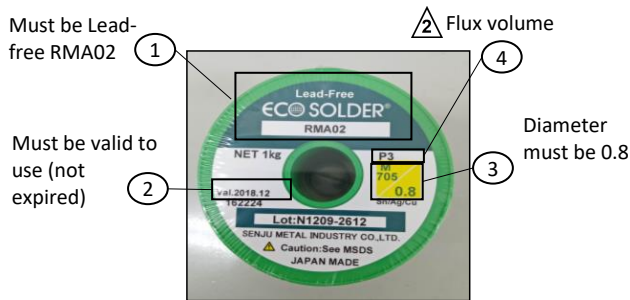 Must be Lead-
free RMA02
1
2 Flux volume
4
Lead-Free
ECO SOLDER®
RMA02
Must be valid to
use (not
expired)
2
NET 1kg
P3
M
705
0.8
Diameter
must be 0.8
3
Val.2018.12
162224
Sn/Ag/Cu
Lot:N1209-2612
SENJU METAL INDUSTRY CO.,LTD.
Caution:See MSDS
JAPAN MADE